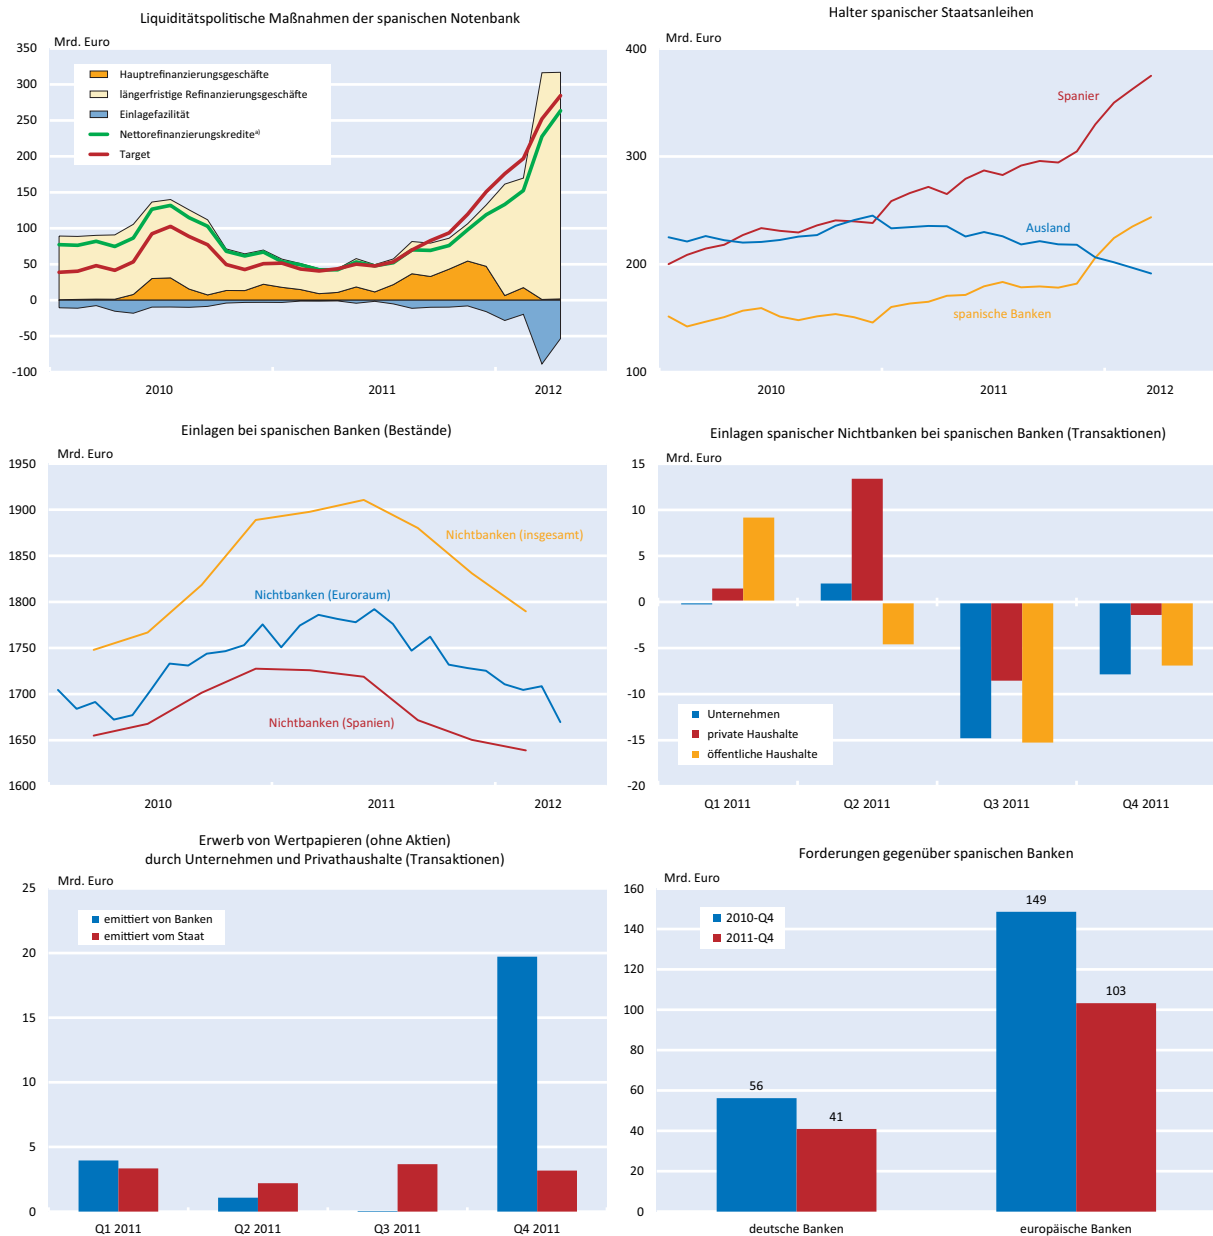 Liquiditätspolitische Maßnahmen der spanischen Notenbank
Mrd. Euro
350
300
250
200
150
100
50
0
-50
-100
Hauptrefinanzierungsgeschäfte
längerfristige Refinanzierungsgeschäfte
Einlagefazilität
Nettorefinanzierungskredite a)
Target
2010
2011
2012
Halter spanischer Staatsanleihen
Mrd. Euro
400
300
200
100
Spanier
Ausland
spanische Banken
2010
2011
2012
Einlagen bei spanischen Banken (Bestände)
Mrd. Euro
1950
1900
1850
1800
1750
1700
1650
1600
Nichtbanken (insgesamt)
Nichtbanken (Euroraum)
Nichtbanken (Spanien)
2010
2011
2012
Einlagen spanischer Nichtbanken bei spanischen Banken (Transaktionen)
Mrd. Euro
15
10
5
0
-5
-10
-15
-20
Unternehmen
private Haushalte
öffentliche Haushalte
Q1 2011
Q2 2011
Q3 2011
Q4 2011
Erwerb von Wertpapieren (ohne Aktien)
durch Unternehmen und Privathaushalte (Transaktionen)
Mrd. Euro
25
20
15
10
5
0
emittiert von Banken
emittiert vom Staat
Q1 2011
Q2 2011
Q3 2011
Q4 2011
Forderungen gegenüber spanischen Banken
Mrd. Euro
160
140
120
100
80
60
40
20
0
2010-Q4
2011-Q4
56
41
149
103
deutsche Banken
europäische Banken